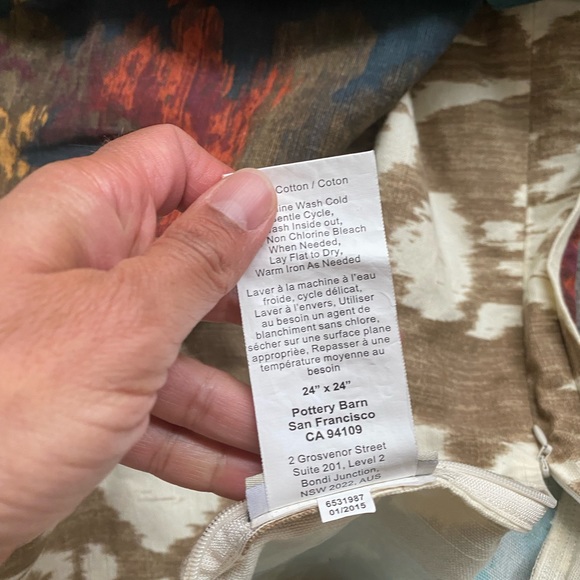 Cotton / Coton
Wash Cold
Cycle,
Inside out,
Non Chlorine Bleach
When Needed,
Lay Flat to Dry,
Warm Iron As Needed
Laver à la machine à l'eau
froide, cycle délicat,
Laver à l'envers, Utiliser
au besoin un agent de
blanchiment sans chlore,
sécher sur une surface plane
appropriée, Repasser à une
température moyenne au
besoin
24" x 24"
Pottery Barn
San Francisco
CA 94109
2 Grosvenor Street
Suite 201, Level 2
Bondi Junction,
NSW 2022, AUS
6531987
01/2015